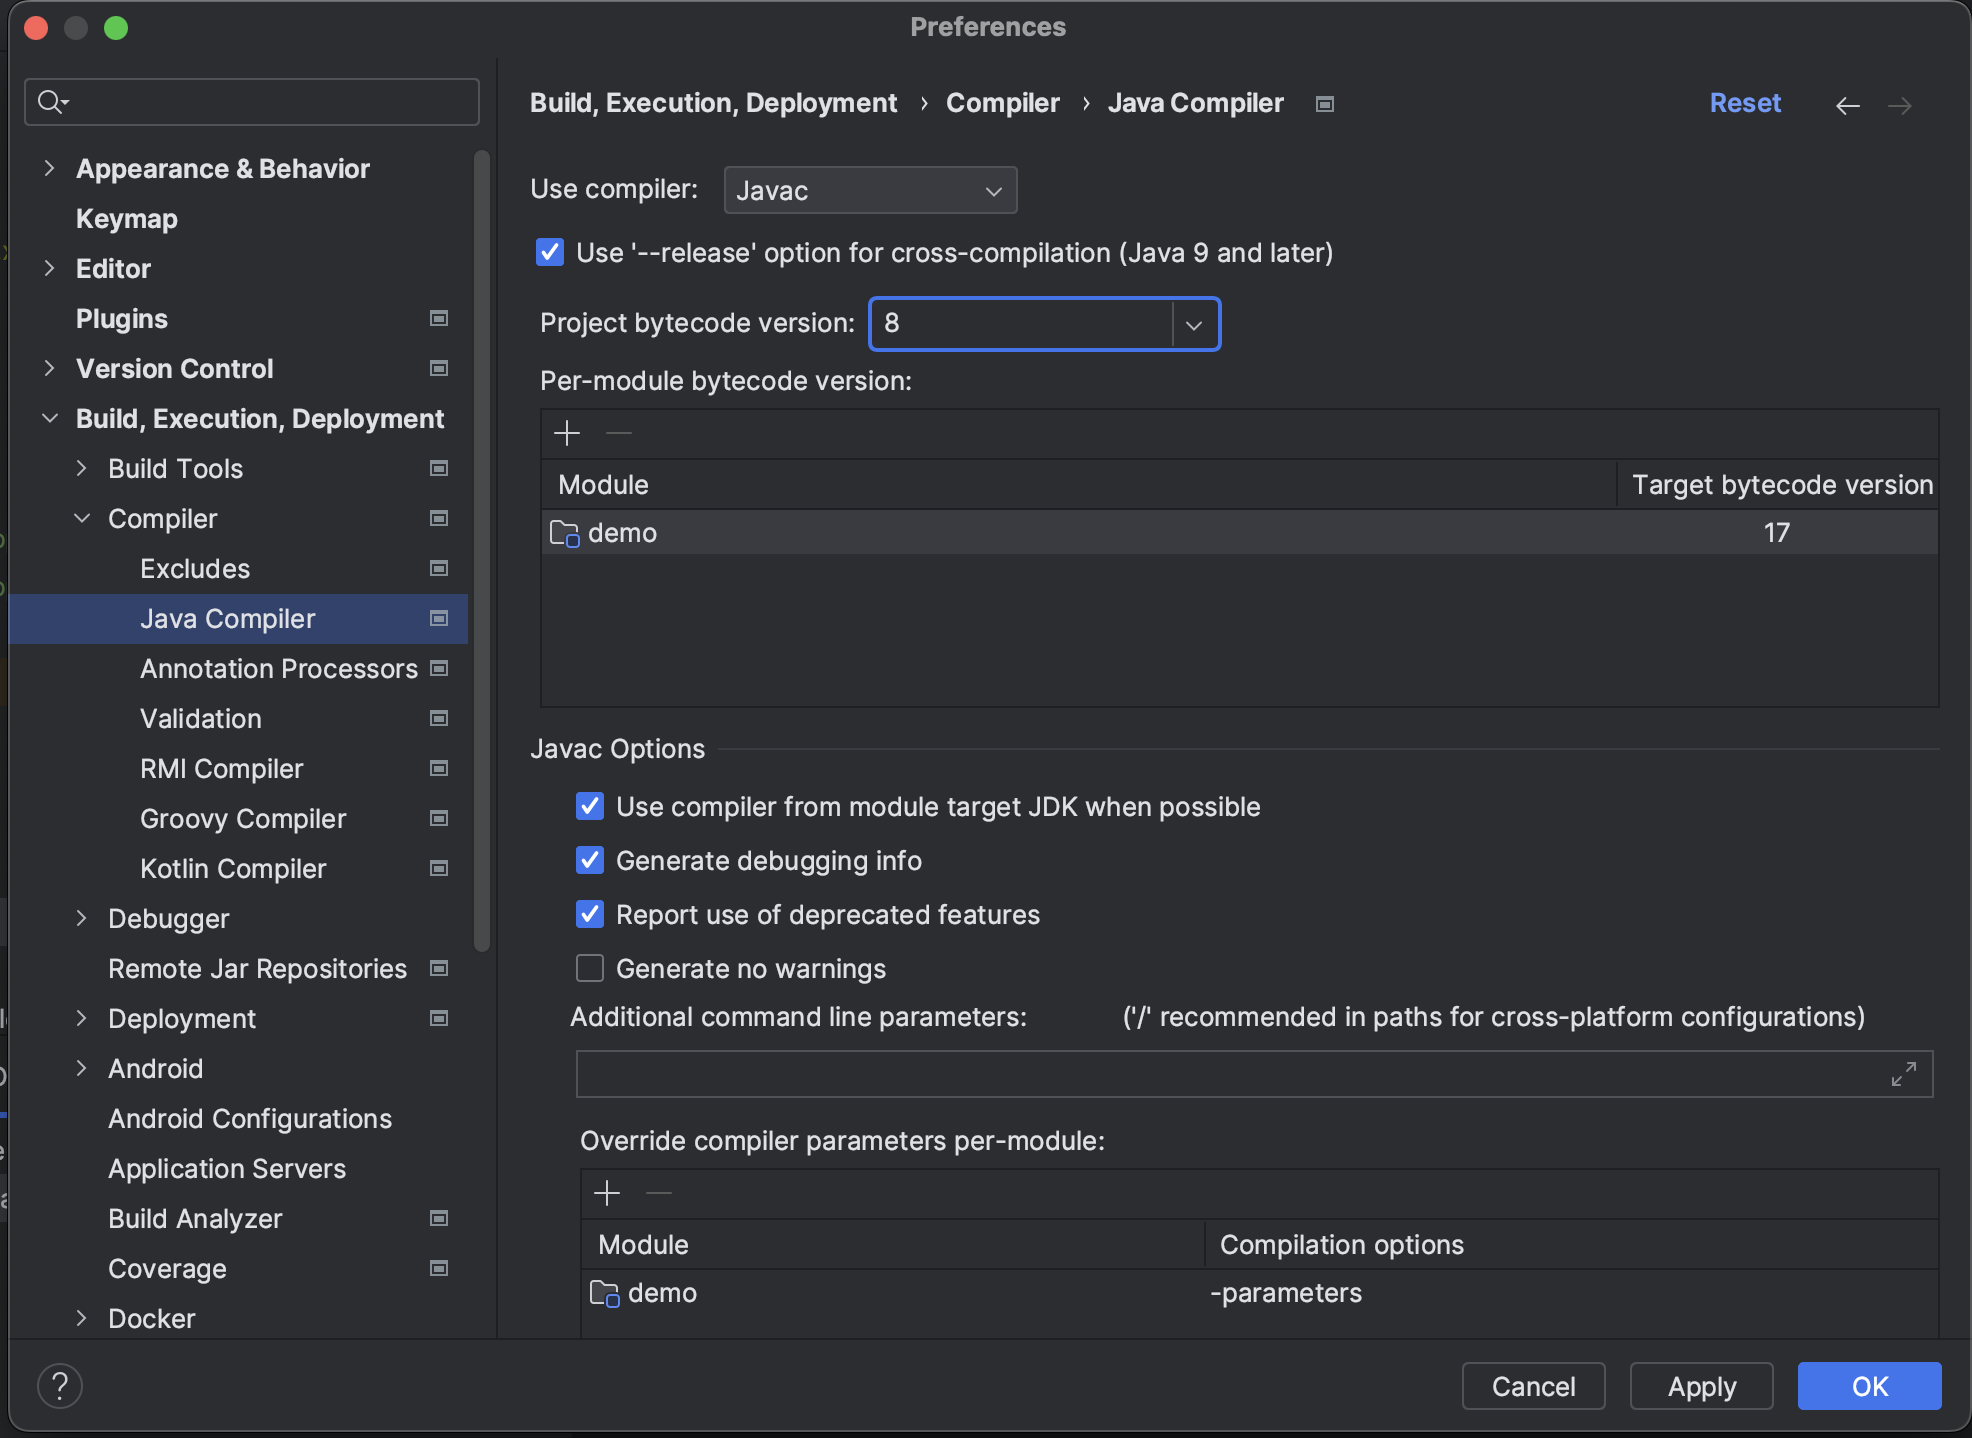 Preferences
Appearance & Behavior
Keymap
Editor
Plugins
Version Control
Build, Execution, Deployment
Build Tools
Compiler
Excludes
Java Compiler
Annotation Processors
Validation
RMI Compiler
Groovy Compiler
Kotlin Compiler
Debugger
Remote Jar Repositories
Deployment
Android
Android Configurations
Application Servers
Build Analyzer
Coverage
Docker
Build, Execution, Deployment › Compiler › Java Compiler
Reset
Use compiler: Javac
Use '--release' option for cross-compilation (Java 9 and later)
Project bytecode version: 8
Per-module bytecode version:
Module Target bytecode version
demo 17
Javac Options
Use compiler from module target JDK when possible
Generate debugging info
Report use of deprecated features
Generate no warnings
Additional command line parameters: ('/' recommended in paths for cross-platform configurations)
Override compiler parameters per-module:
Module Compilation options
demo -parameters
?
Cancel Apply OK